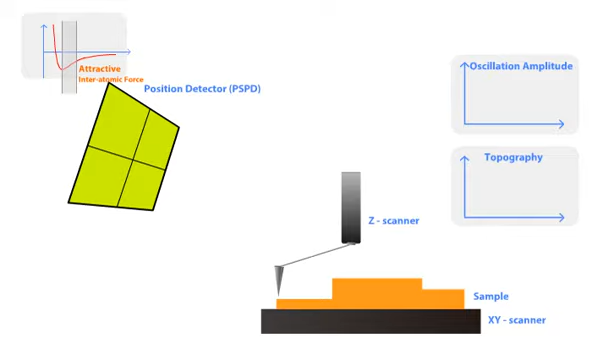 Attractive
Inter-atomic Force
Position Detector (PSPD)
Oscillation Amplitude
Topography
Z - scanner
Sample
XY - scanner